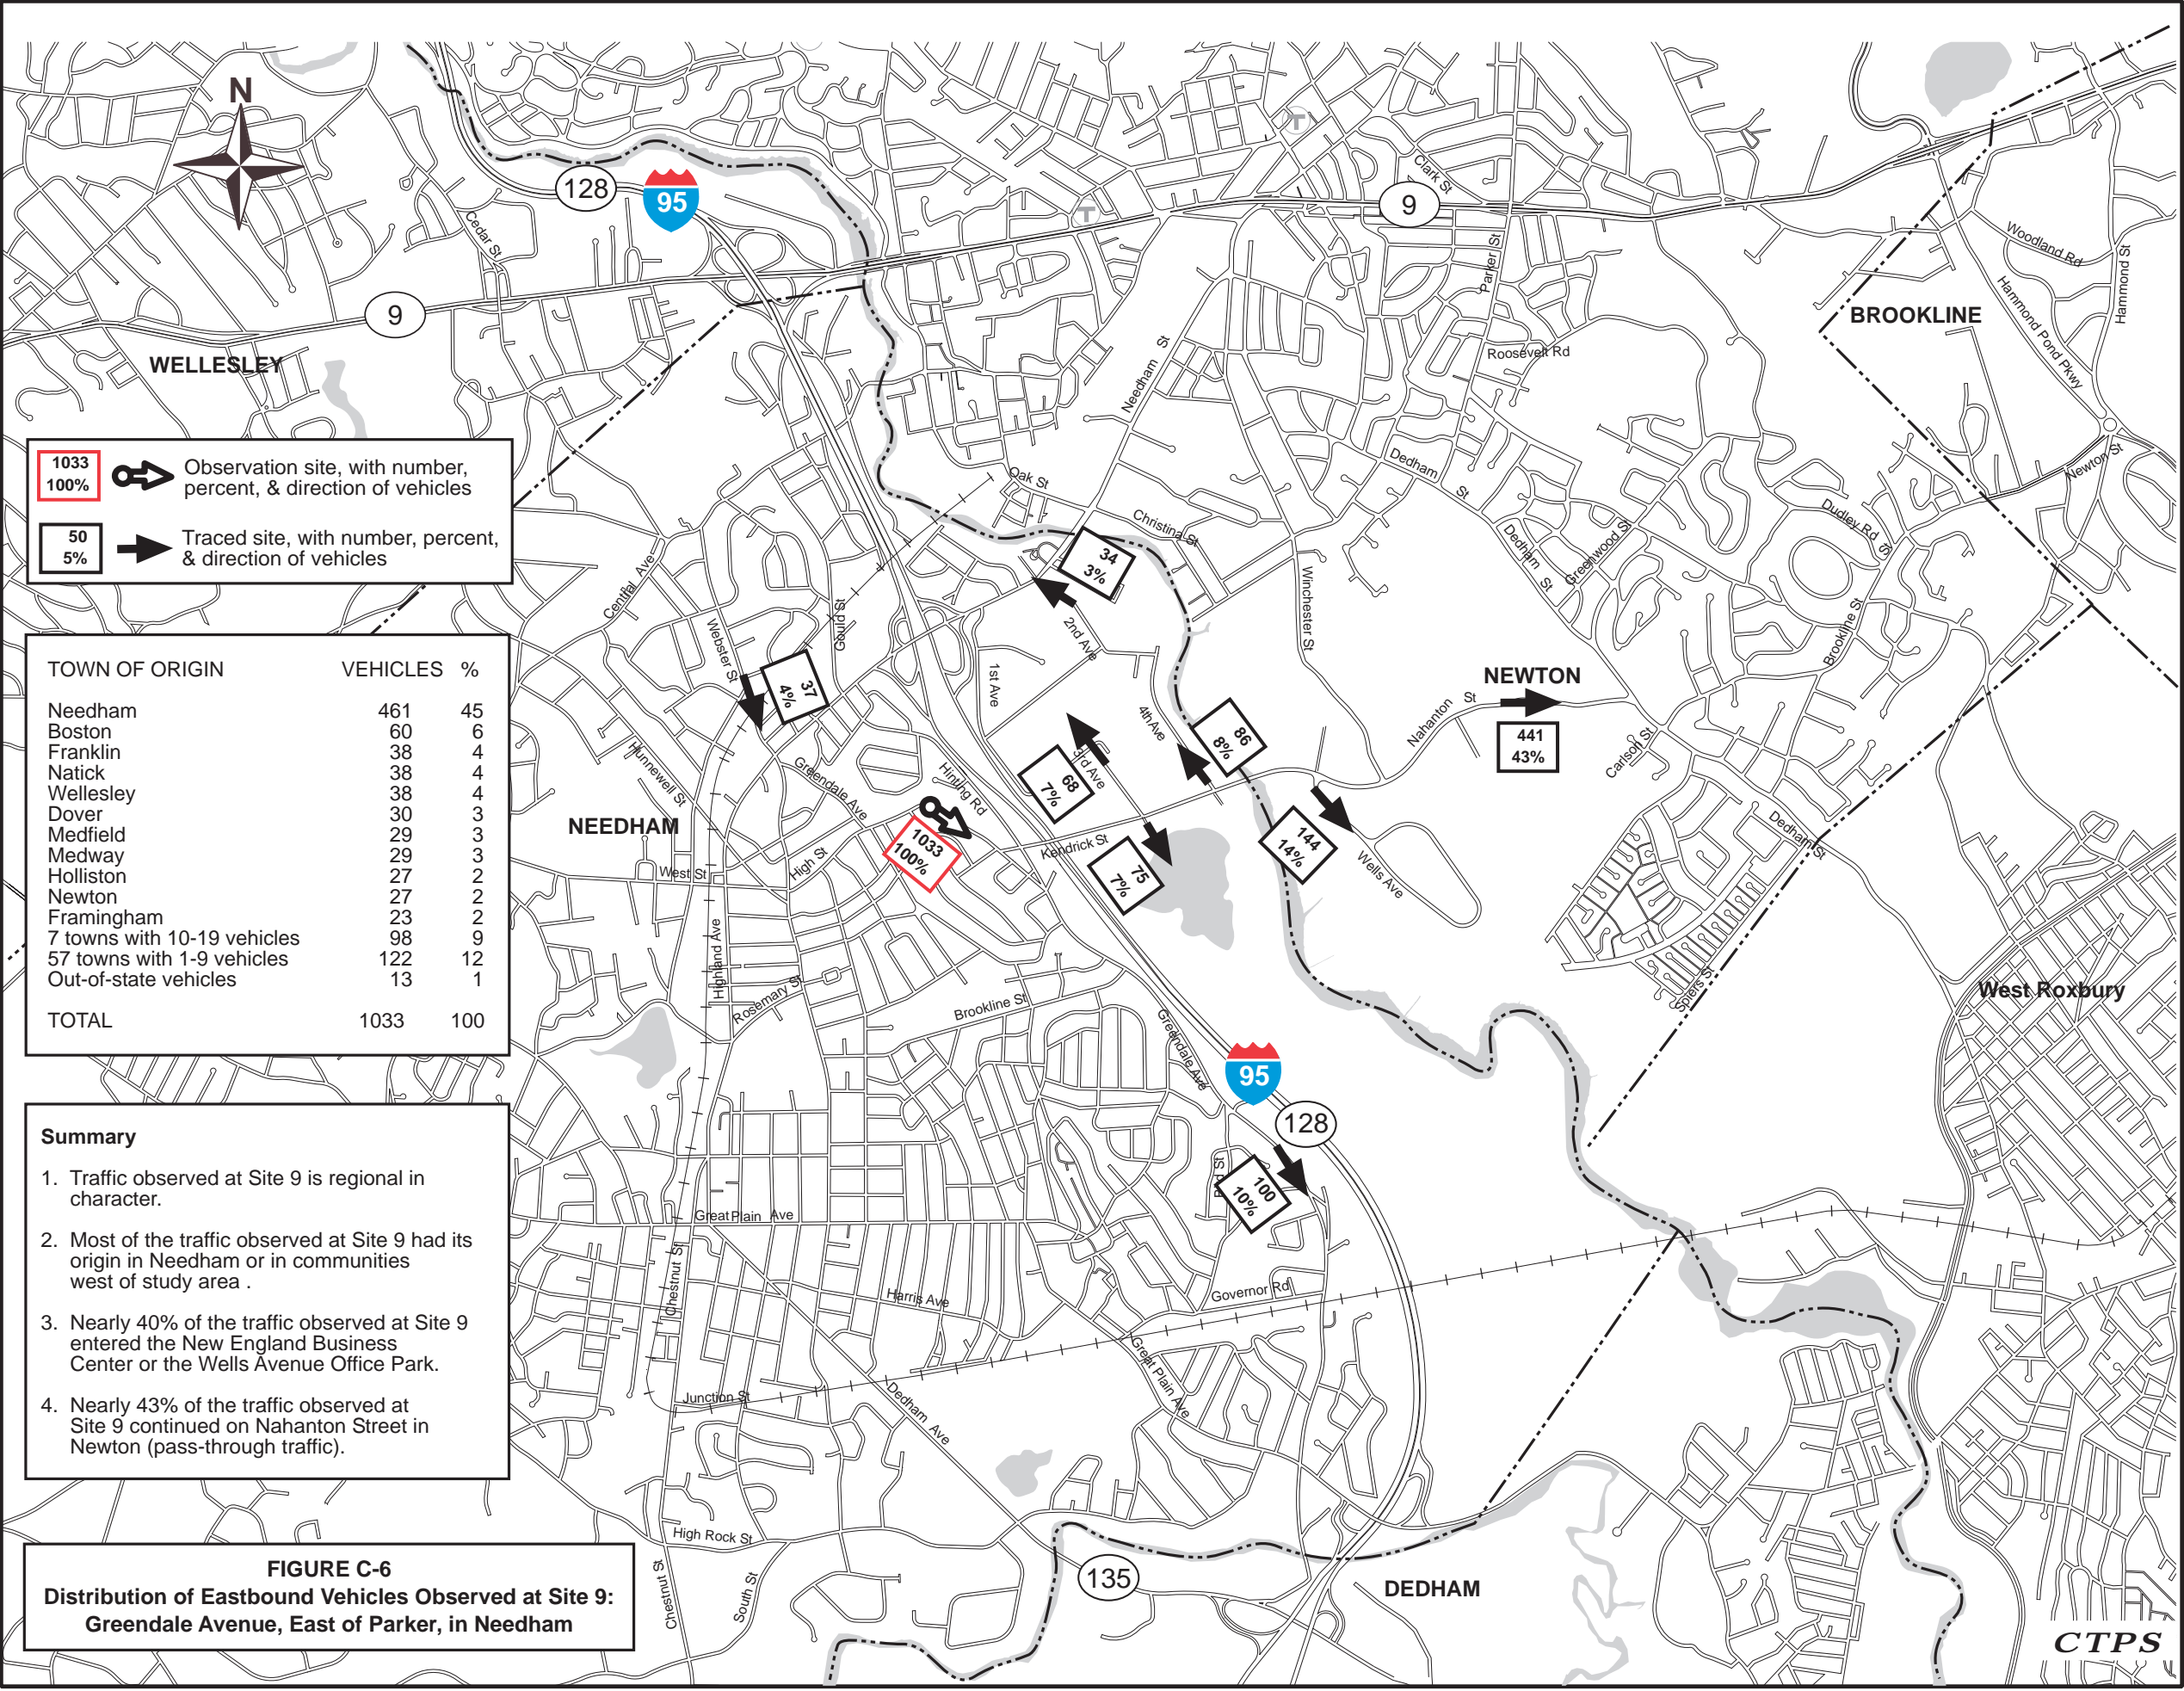 N
128
95
9
Clark St
9
Cedar St
Parker St
Woodland Rd
Hammond St
Hammond Pond Pkwy
BROOKLINE
WELLESLEY
Needham St
Roosevelt Rd
1033
100%
Observation site, with number,
percent, & direction of vehicles
50
5%
Traced site, with number, percent,
& direction of vehicles
Oak St
Christina St
Dedham St
Dedham St
Greenwood St
Dudley Rd
St
Newton St
34
3%
Central Ave
Webster St
Gould St
2nd Ave
Winchester St
Brookline St
37
4%
1st Ave
4th Ave
NEWTON
Nahanton St
441
43%
Carlson St
86
8%
68
7%
3rd Ave
Hunnewell St
Greendale Ave
Hinting Rd
NEEDHAM
1033
100%
Kendrick St
75
7%
144
14%
Wells Ave
Dedham St
West St
High St
Highland Ave
Rosemary St
Brookline St
Greendale Ave
Spiers St
West Roxbury
TOWN OF ORIGIN VEHICLES %
Needham 461 45
Boston 60 6
Franklin 38 4
Natick 38 4
Wellesley 38 4
Dover 30 3
Medfield 29 3
Medway 29 3
Holliston 27 2
Newton 27 2
Framingham 23 2
7 towns with 10-19 vehicles 98 9
57 towns with 1-9 vehicles 122 12
Out-of-state vehicles 13 1
TOTAL 1033 100
95
128
St
100
10%
Great Plain Ave
Chestnut St
Harris Ave
Governor Rd
Great Plain Ave
Junction St
Dedham Ave
Summary
1. Traffic observed at Site 9 is regional in
character.
2. Most of the traffic observed at Site 9 had its
origin in Needham or in communities
west of study area .
3. Nearly 40% of the traffic observed at Site 9
entered the New England Business
Center or the Wells Avenue Office Park.
4. Nearly 43% of the traffic observed at
Site 9 continued on Nahanton Street in
Newton (pass-through traffic).
High Rock St
Chestnut St
South St
135
DEDHAM
FIGURE C-6
Distribution of Eastbound Vehicles Observed at Site 9:
Greendale Avenue, East of Parker, in Needham
CTPS
T
T